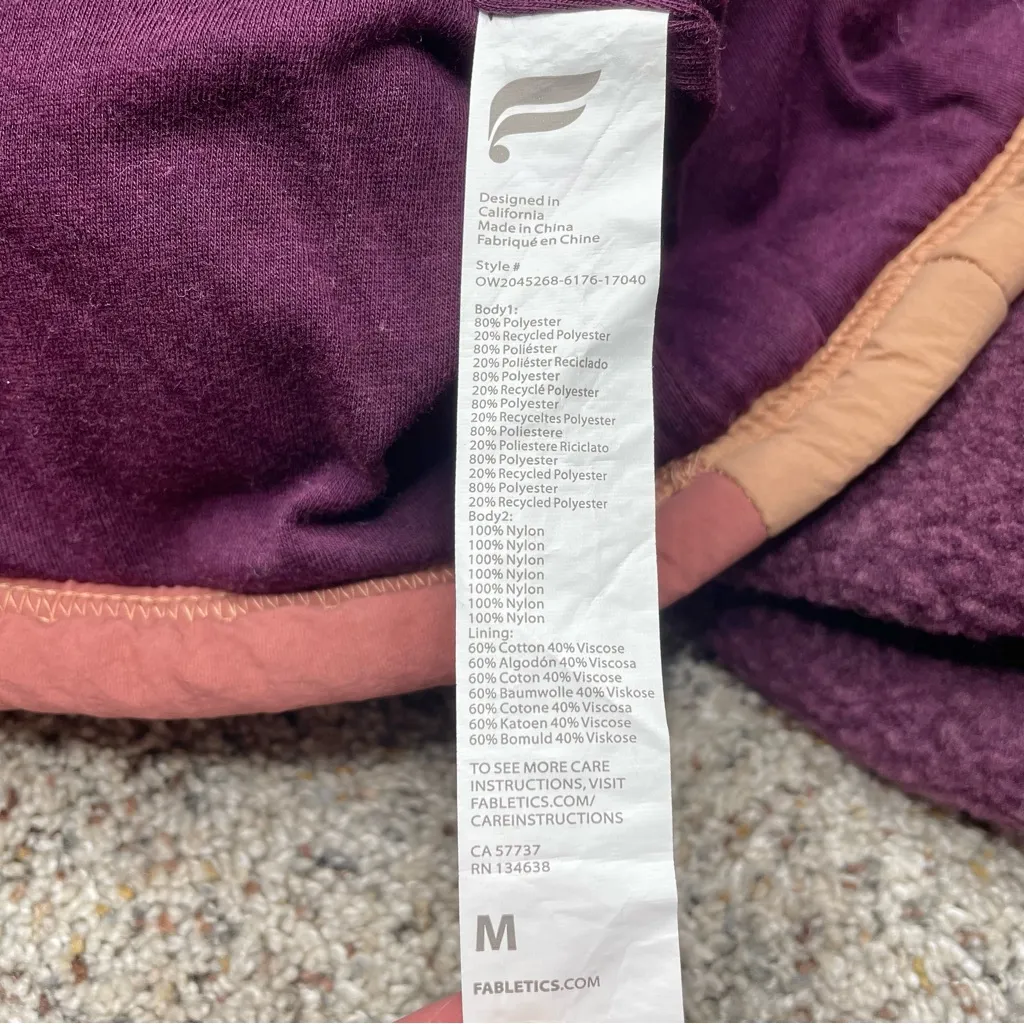 Designed in
California
Made in China
Fabriqué en Chine
Style #
OW2045268-6176-17040
Body1:
80% Polyester
20% Recycled Polyester
80% Poliéster
20% Poliéster Reciclado
80% Polyester
20% Recyclé Polyester
80% Polyester
20% Recyceltes Polyester
80% Poliestere
20% Poliestere Riciclato
80% Polyester
20% Recycled Polyester
80% Polyester
20% Recycled Polyester
Body2:
100% Nylon
100% Nylon
100% Nylon
100% Nylon
100% Nylon
100% Nylon
100% Nylon
Lining:
60% Cotton 40% Viscose
60% Algodón 40% Viscosa
60% Coton 40% Viscose
60% Baumwolle 40% Viskose
60% Cotone 40% Viscosa
60% Katoen 40% Viscose
60% Bomuld 40% Viskose
TO SEE MORE CARE
INSTRUCTIONS, VISIT
FABLETICS.COM/
CAREINSTRUCTIONS
CA 57737
RN 134638
M
FABLETICS.COM